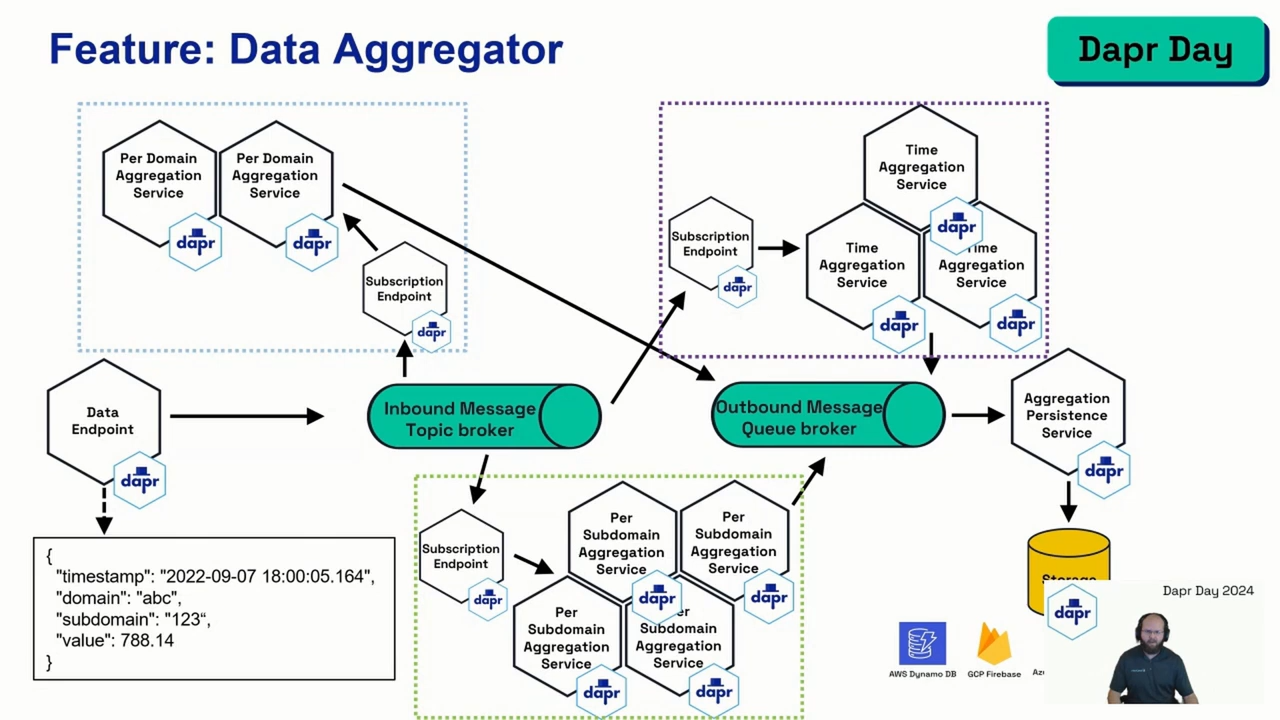 Feature: Data Aggregator
Dapr Day
Per Domain
Aggregation
Service
dapr
Per Domain
Aggregation
Service
dapr
Subscription
Endpoint
dapr
Subscription
Endpoint
dapr
Time
Aggregation
Service
dapr
Time
Aggregation
Service
dapr
Time
Aggregation
Service
dapr
Data
Endpoint
dapr
Inbound Message
Topic broker
Outbound Message
Queue broker
Aggregation
Persistence
Service
dapr
{
"timestamp": "2022-09-07 18:00:05.164",
"domain": "abc",
"subdomain": "123“,
"value": 788.14
}
Subscription
Endpoint
dapr
Per
Subdomain
Aggregation
Service
dapr
Per
Subdomain
Aggregation
Service
dapr
Per
Subdomain
Aggregation
Service
dapr
Per
Subdomain
Aggregation
Service
dapr
Storage
AWS Dynamo DB
GCP Firebase
dapr
Dapr Day 2024